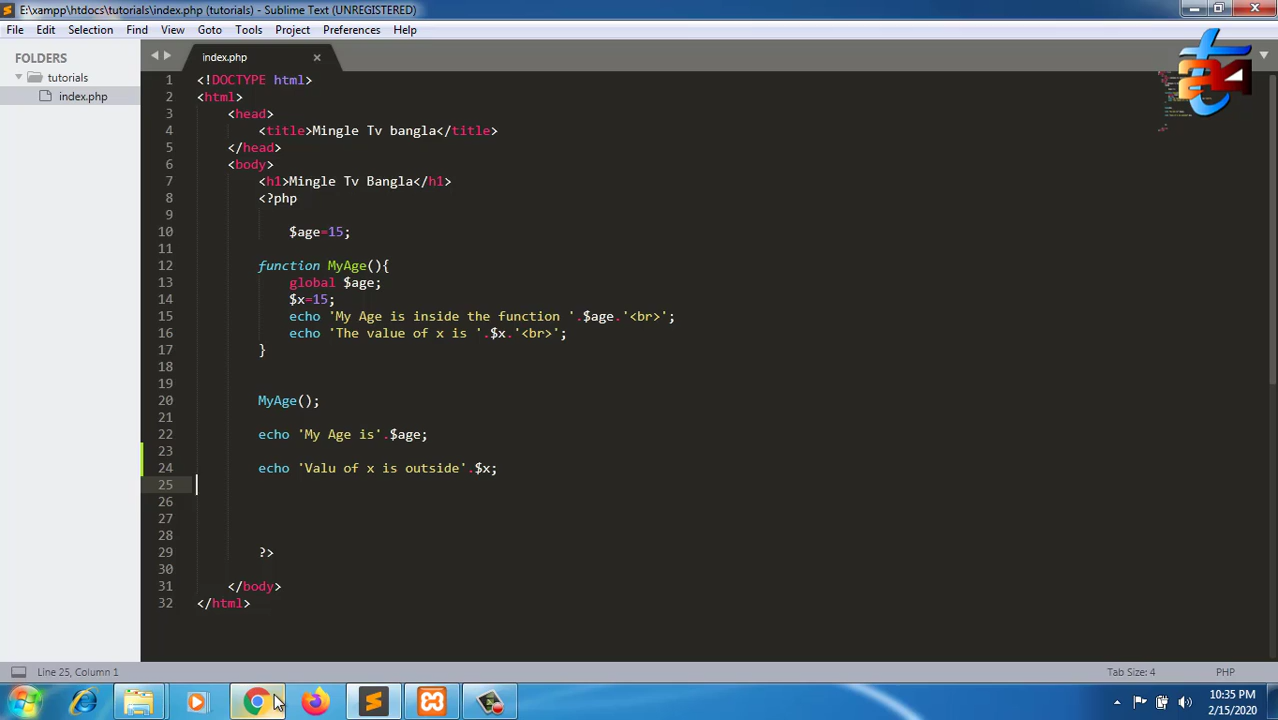 E:\xampp\htdocs\tutorials\index.php (tutorials) - Sublime Text (UNREGISTERED)
File Edit Selection Find View Goto Tools Project Preferences Help
FOLDERS
tutorials
index.php
index.php
1 <!DOCTYPE html>
2 <html>
3 <head>
4 <title>Mingle Tv bangla</title>
5 </head>
6 <body>
7 <h1>Mingle Tv Bangla</h1>
8 <?php
9
10 $age=15;
11
12 function MyAge(){
13 global $age;
14 $x=15;
15 echo 'My Age is inside the function '.$age.'<br>';
16 echo 'The value of x is '.$x.'<br>';
17 }
18
19
20 MyAge();
21
22 echo 'My Age is'.$age;
23
24 echo 'Valu of x is outside'.$x;
25
26
27
28
29 ?>
30
31 </body>
32 </html>
Line 25, Column 1
Tab Size: 4
PHP
10:35 PM
2/15/2020